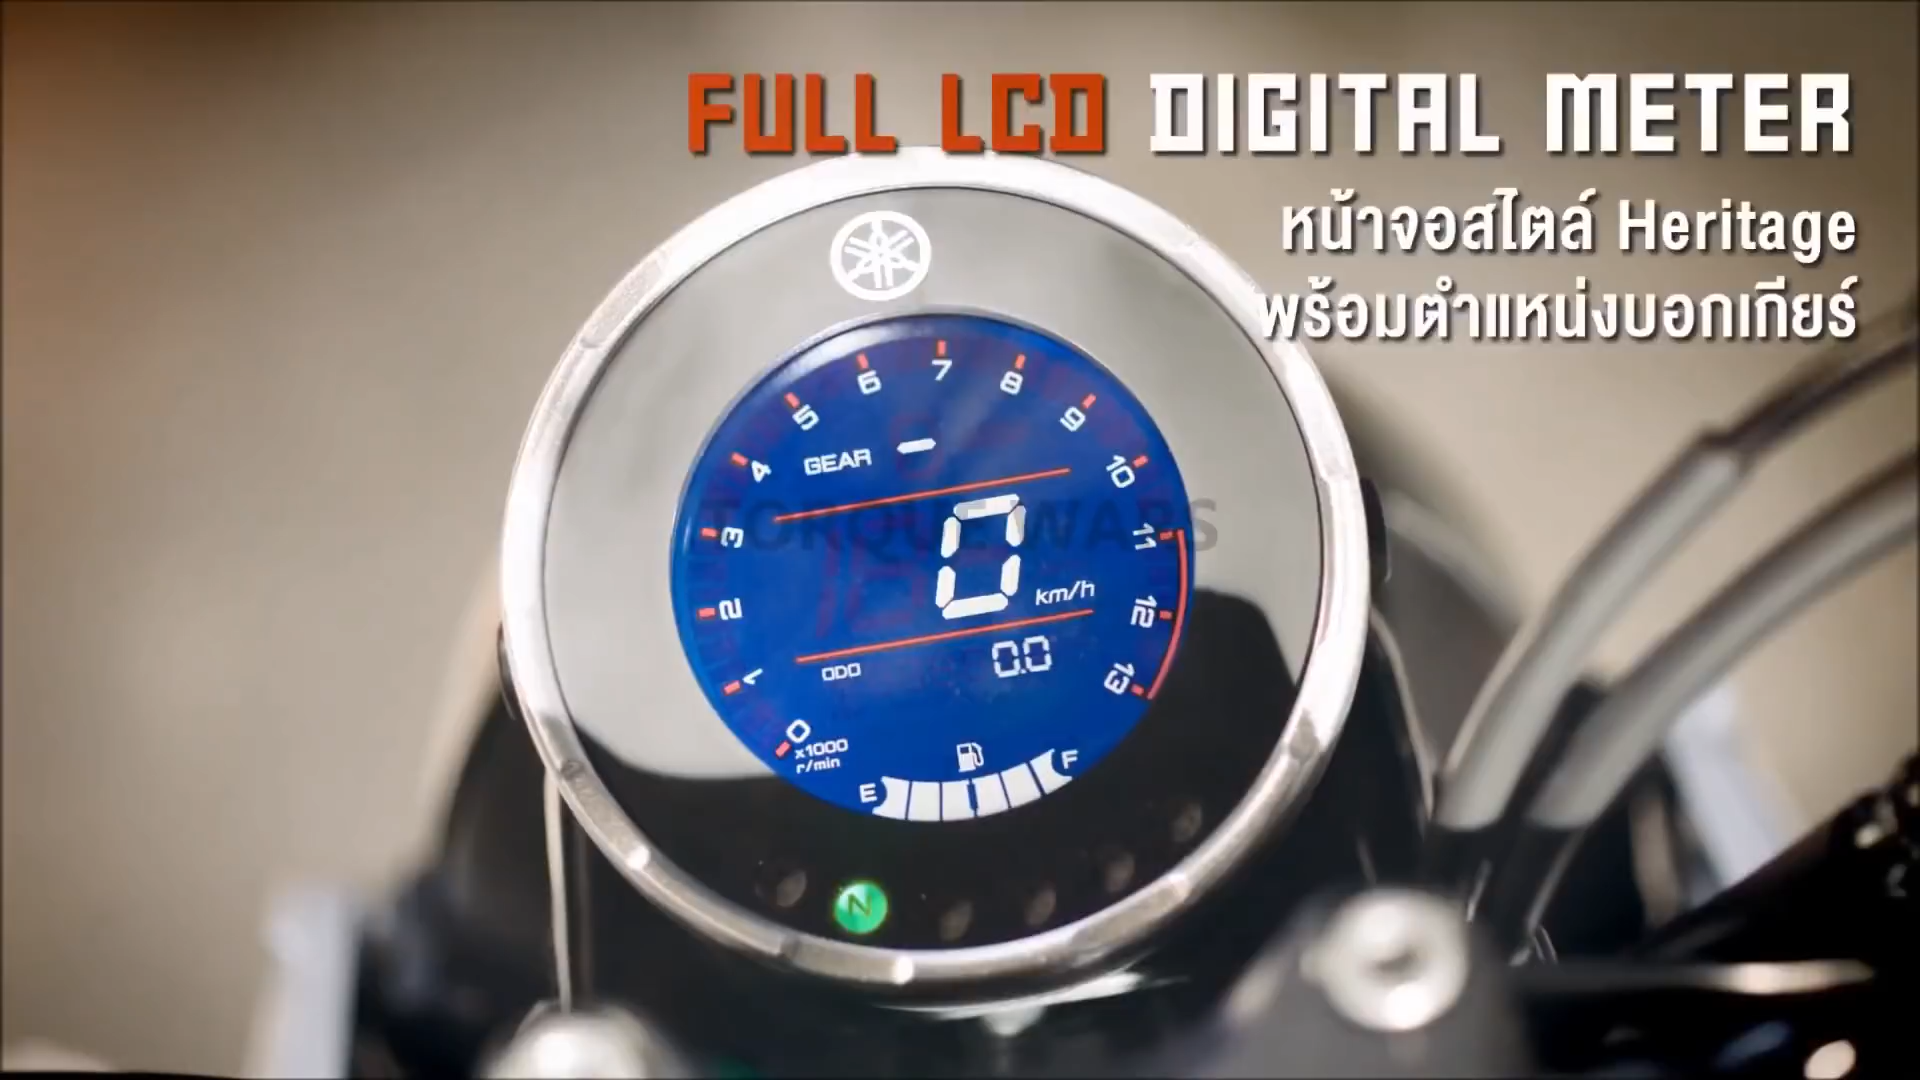 FULL LCD DIGITAL METER
หน้าจอสไตล์ Heritage
พร้อมตำแหน่งบอกเกียร์
7
6
8
5
9
4
GEAR
10
TORQUE WARS
3
0
11
km/h
2
12
ODO
0.0
1
13
0
x1000
r/min
E
F
N